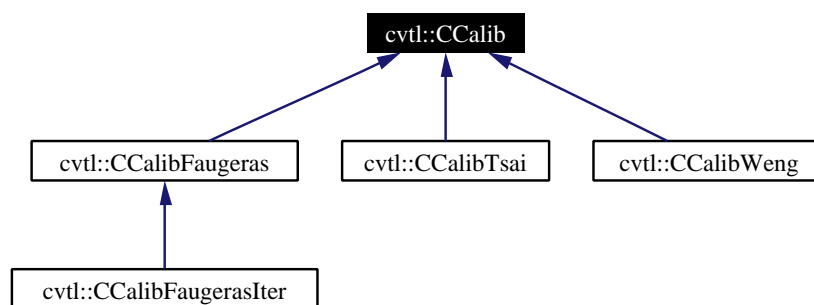 cvtl::CCalib
cvtl::CCalibFaugeras
cvtl::CCalibTsai
cvtl::CCalibWeng
cvtl::CCalibFaugerasIter